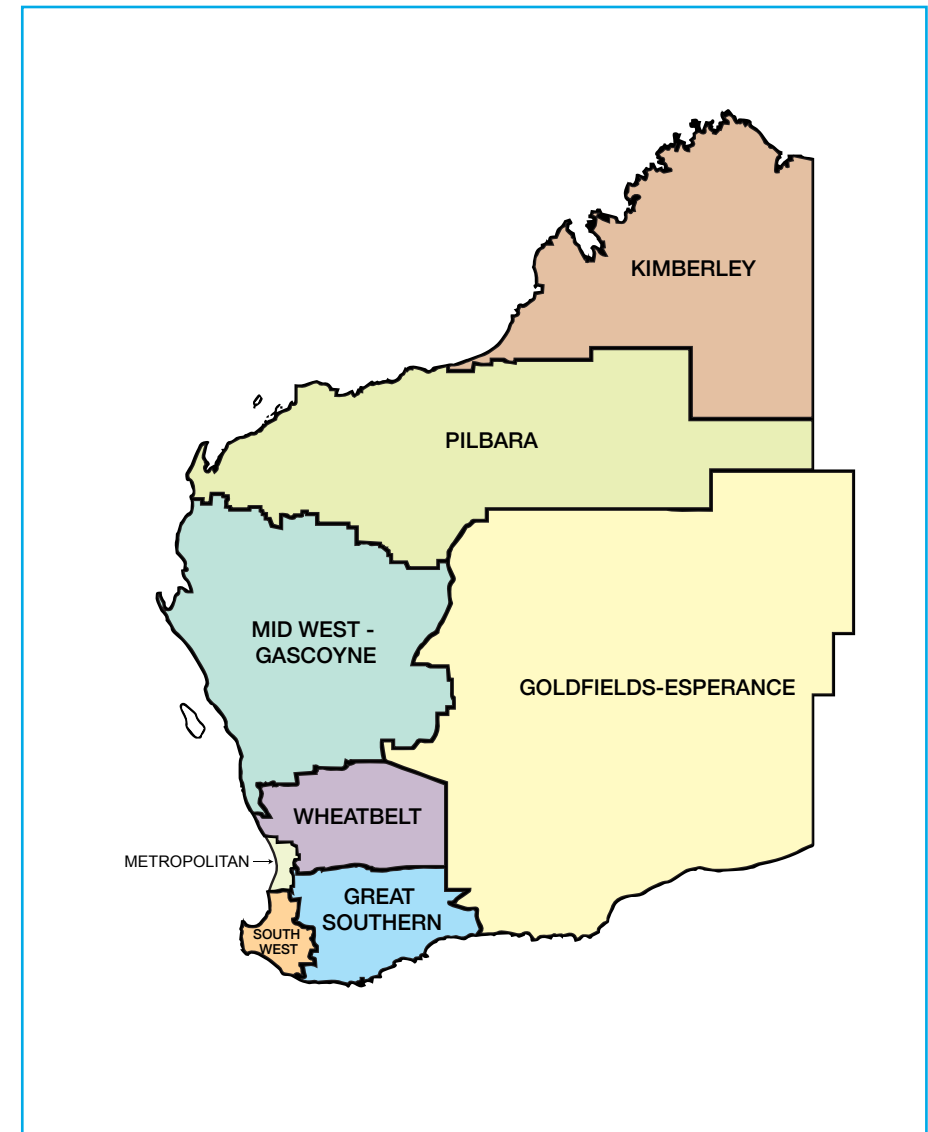 KIMBERLEY
PILBARA
MID WEST -
GASCOYNE
GOLDFIELDS-ESPERANCE
WHEATBELT
METROPOLITAN
GREAT
SOUTHERN
SOUTH
WEST